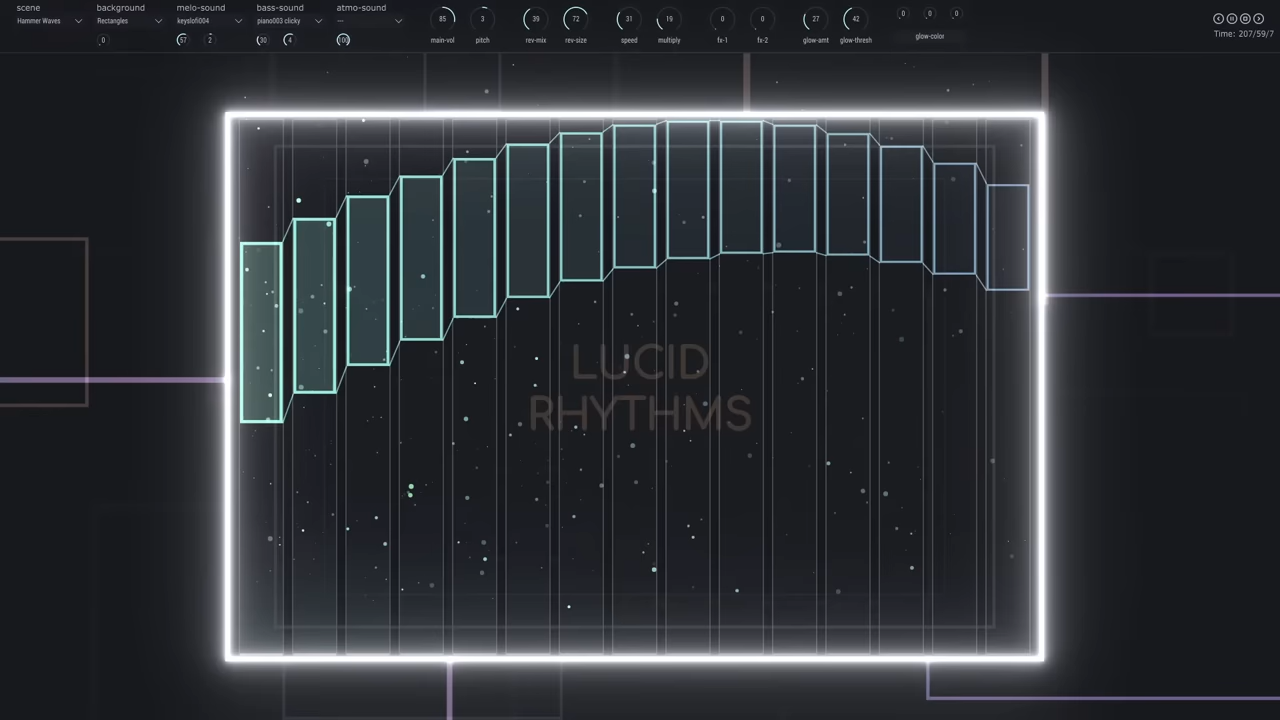 scene
background
melo-sound
bass-sound
atmo-sound
Hammer Waves
Rectangles
keyslofi004
piano003 clicky
---
85
3
39
72
31
19
0
0
27
42
0
0
0
main-vol
pitch
rev-mix
rev-size
speed
multiply
fx-1
fx-2
glow-amt
glow-thresh
glow-color
0
57
2
30
4
100
Time: 207/59/7
LUCID
RHYTHMS